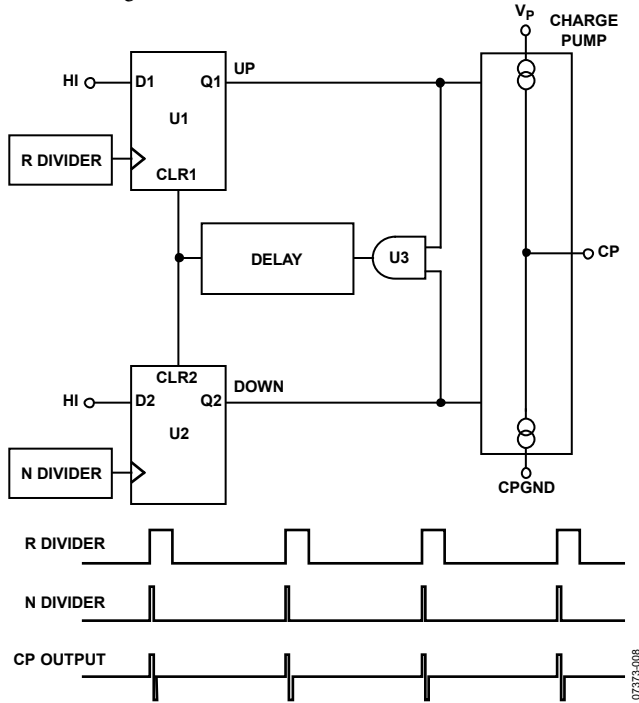 VP
CHARGE
PUMP
UP
HI
D1
Q1
U1
R DIVIDER
CLR1
DELAY
U3
CP
CLR2
DOWN
HI
D2
Q2
U2
N DIVIDER
CPGND
R DIVIDER
N DIVIDER
CP OUTPUT
07373-008